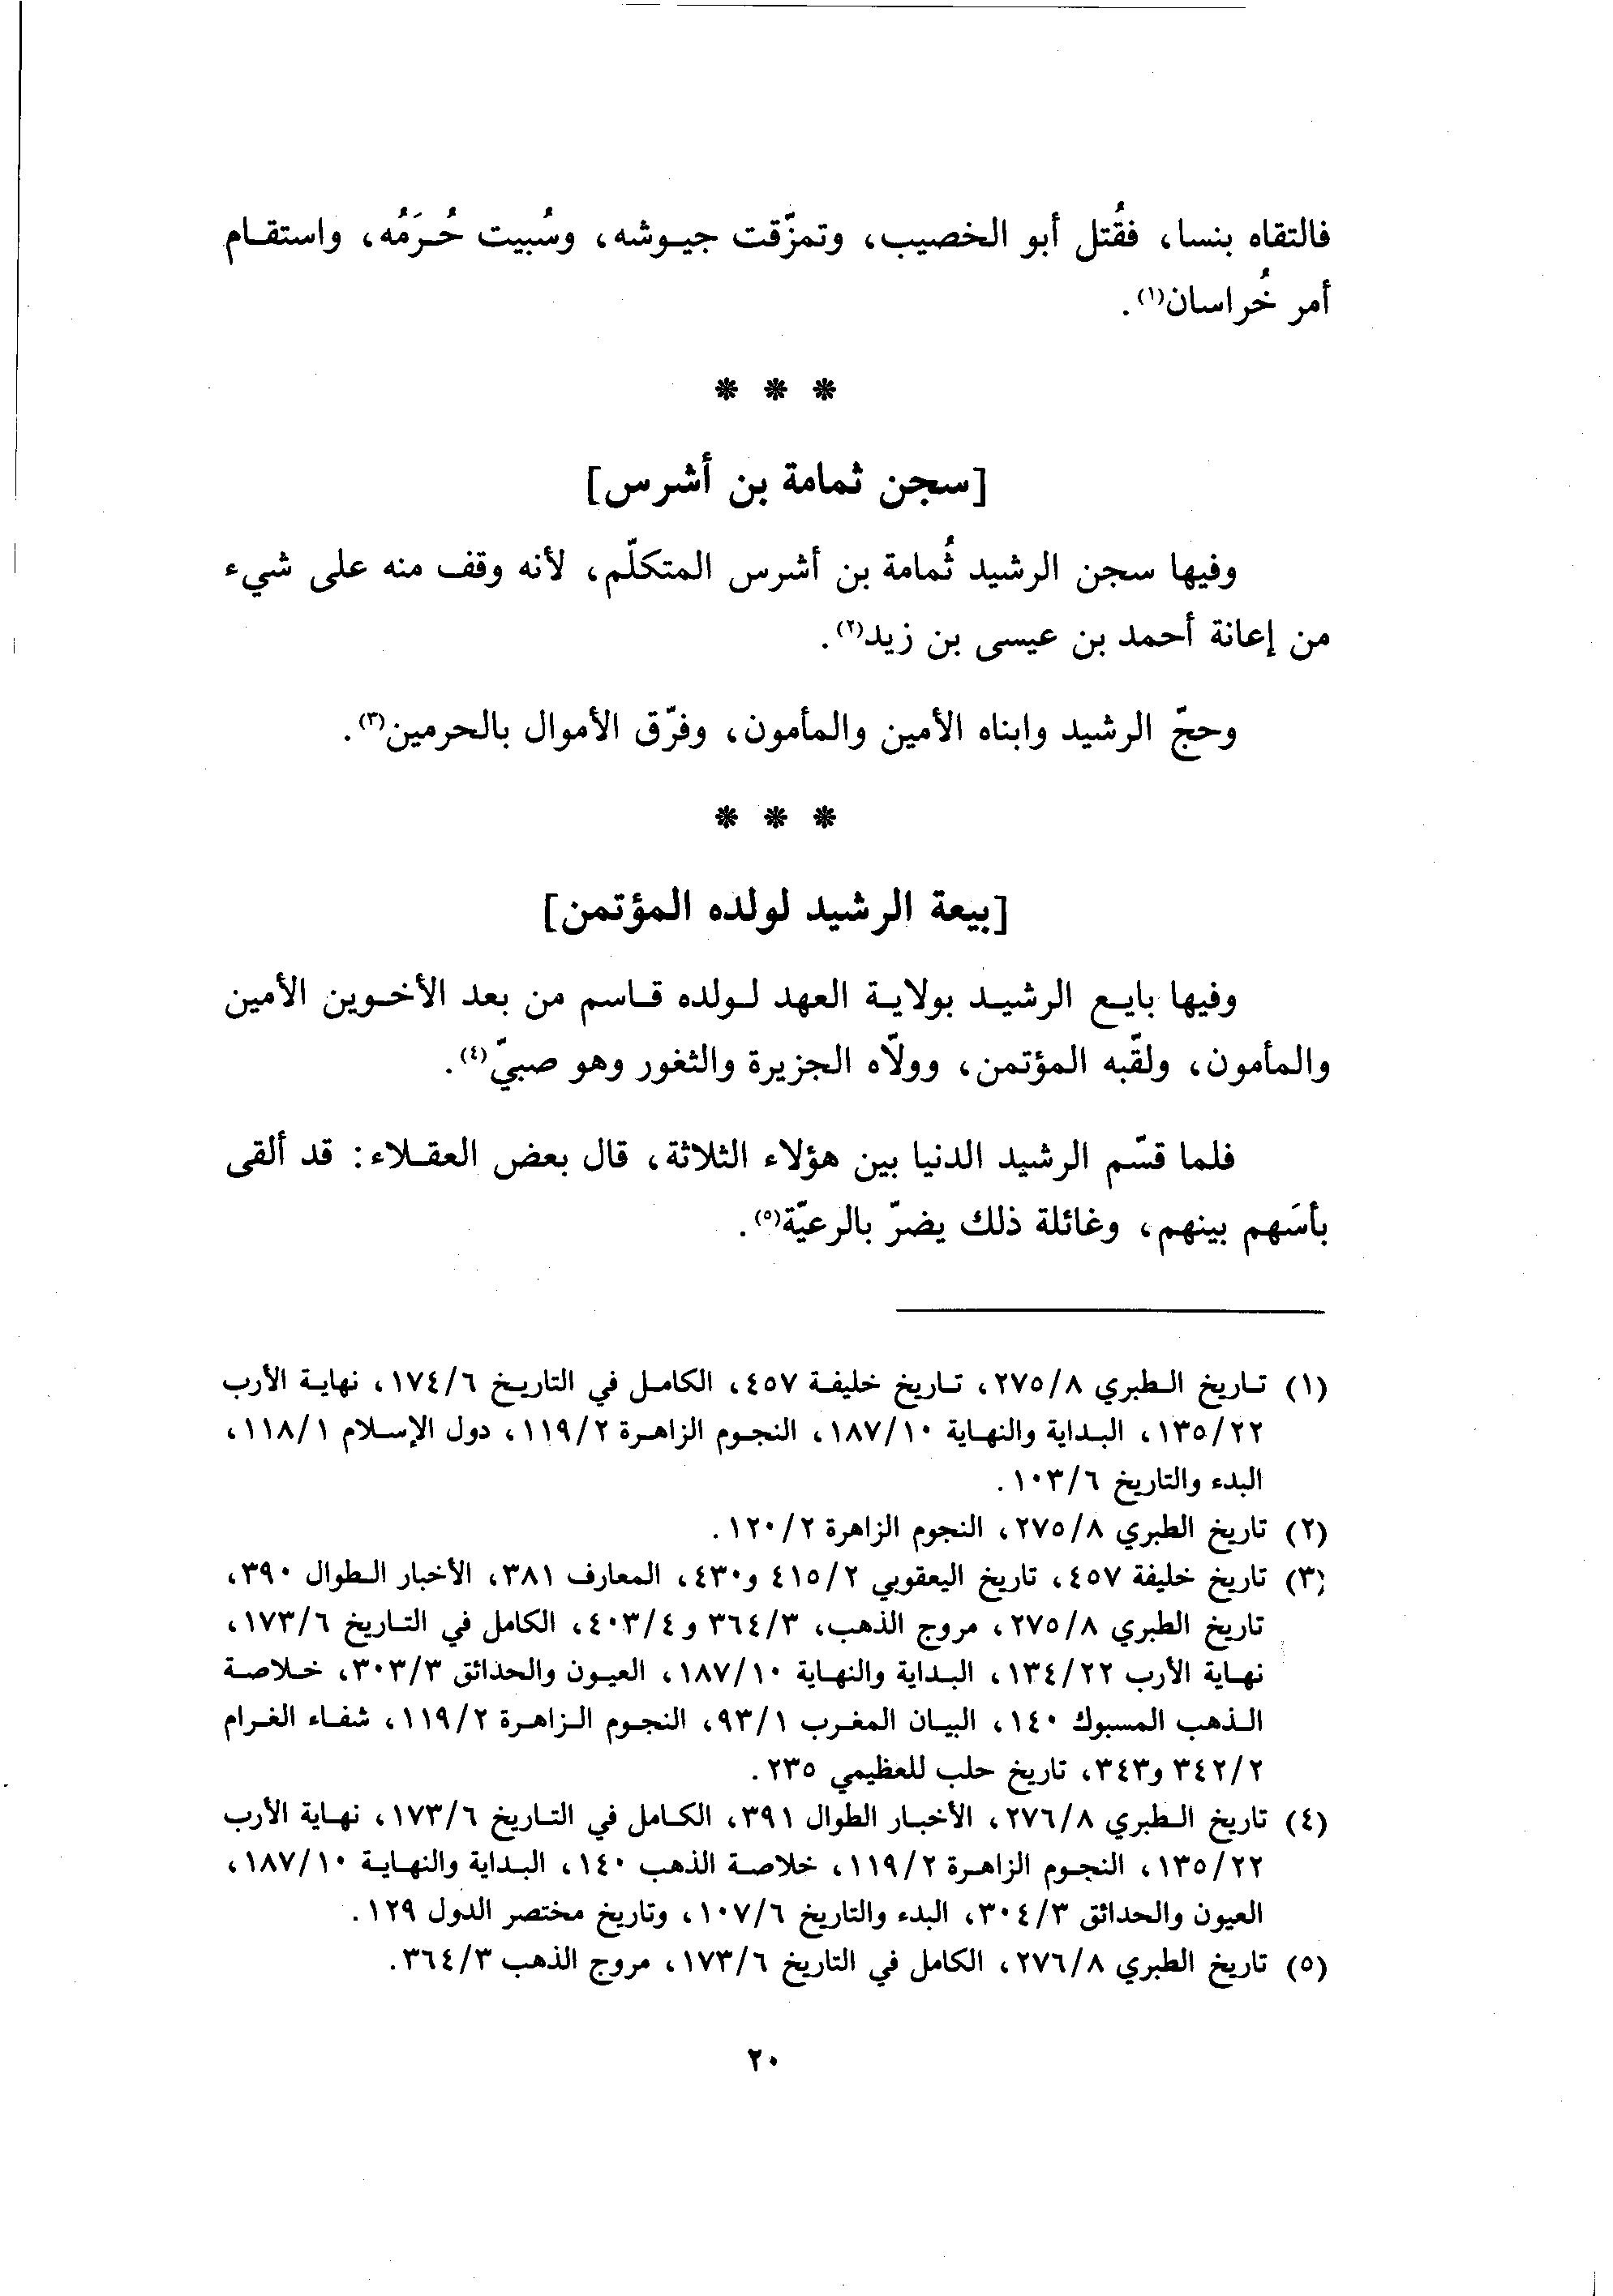 فالتقاه بنسا، فقُتل أبو الخصيب، وتمزّقت جيوشه، وسُبيت حُرَمُه، واستقام
أمر خُراسان(١).
* * *
[سجن ثمامة بن أشرس]
وفيها سجن الرشيد ثُمامة بن أشرس المتكلّم، لأنه وقف منه على شيء
من إعانة أحمد بن عيسى بن زيد(٢).
وحجّ الرشيد وابناه الأمين والمأمون، وفرّق الأموال بالحرمين(٣).
* * *
[بيعة الرشيد لولده المؤتمن]
وفيها بايع الرشيد بولاية العهد لولده قاسم من بعد الأخوين الأمين
والمأمون، ولقّبه المؤتمن، وولّاه الجزيرة والثغور وهو صبيّ(٤).
فلما قسّم الرشيد الدنيا بين هؤلاء الثلاثة، قال بعض العقلاء: قد ألقى
بأسَهم بينهم، وغائلة ذلك يضرّ بالرعيّة(٥).
(١) تاريخ الطبري ٢٧٥/٨، تاريخ خليفة ٤٥٧، الكامل في التاريخ ١٧٤/٦، نهاية الأرب
١٣٥/٢٢، البداية والنهاية ١٨٧/١٠، النجوم الزاهرة ١١٩/٢، دول الإسلام ١١٨/١،
البدء والتاريخ ١٠٣/٦.
(٢) تاريخ الطبري ٢٧٥/٨، النجوم الزاهرة ١٢٠/٢.
(٣) تاريخ خليفة ٤٥٧، تاريخ اليعقوبي ٤١٥/٢ و٤٣٠، المعارف ٣٨١، الأخبار الطوال ٣٩٠،
تاريخ الطبري ٢٧٥/٨، مروج الذهب، ٣٦٤/٣ و٤٠٣/٤، الكامل في التاريخ ١٧٣/٦،
نهاية الأرب ١٣٤/٢٢، البداية والنهاية ١٨٧/١٠، العيون والحدائق ٣٠٣/٣، خلاصة
الذهب المسبوك ١٤٠، البيان المغرب ٩٣/١، النجوم الزاهرة ١١٩/٢، شفاء الغرام
٣٤٢/٢ و٣٤٣، تاريخ حلب للعظيمي ٢٣٥.
(٤) تاريخ الطبري ٢٧٦/٨، الأخبار الطوال ٣٩١، الكامل في التاريخ ١٧٣/٦، نهاية الأرب
١٣٥/٢٢، النجوم الزاهرة ١١٩/٢، خلاصة الذهب ١٤٠، البداية والنهاية ١٨٧/١٠،
العيون والحدائق ٣٠٤/٣، البدء والتاريخ ١٠٧/٦، وتاريخ مختصر الدول ١٢٩.
(٥) تاريخ الطبري ٢٧٦/٨، الكامل في التاريخ ١٧٣/٦، مروج الذهب ٣٦٤/٣.
٢٠